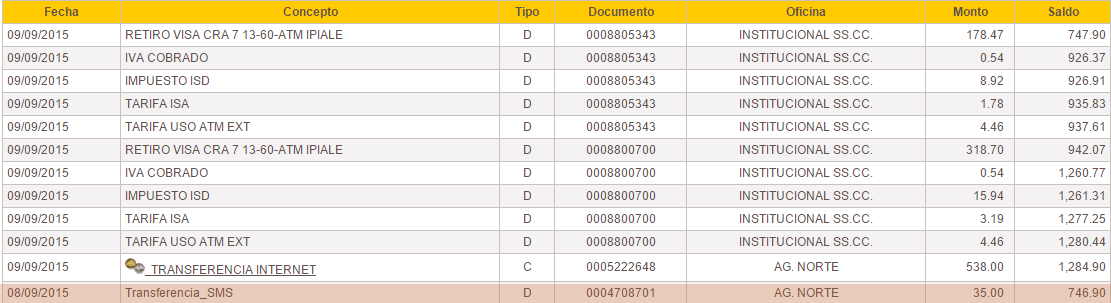 Fecha Concepto Tipo Documento Oficina Monto Saldo
09/09/2015 RETIRO VISA CRA 7 13-60-ATM IPIALE D 0008805343 INSTITUCIONAL SS.CC. 178.47 747.90
09/09/2015 IVA COBRADO D 0008805343 INSTITUCIONAL SS.CC. 0.54 926.37
09/09/2015 IMPUESTO ISD D 0008805343 INSTITUCIONAL SS.CC. 8.92 926.91
09/09/2015 TARIFA ISA D 0008805343 INSTITUCIONAL SS.CC. 1.78 935.83
09/09/2015 TARIFA USO ATM EXT D 0008805343 INSTITUCIONAL SS.CC. 4.46 937.61
09/09/2015 RETIRO VISA CRA 7 13-60-ATM IPIALE D 0008800700 INSTITUCIONAL SS.CC. 318.70 942.07
09/09/2015 IVA COBRADO D 0008800700 INSTITUCIONAL SS.CC. 0.54 1,260.77
09/09/2015 IMPUESTO ISD D 0008800700 INSTITUCIONAL SS.CC. 15.94 1,261.31
09/09/2015 TARIFA ISA D 0008800700 INSTITUCIONAL SS.CC. 3.19 1,277.25
09/09/2015 TARIFA USO ATM EXT D 0008800700 INSTITUCIONAL SS.CC. 4.46 1,280.44
09/09/2015 TRANSFERENCIA INTERNET C 0005222648 AG. NORTE 538.00 1,284.90
08/09/2015 Transferencia_SMS D 0004708701 AG. NORTE 35.00 746.90